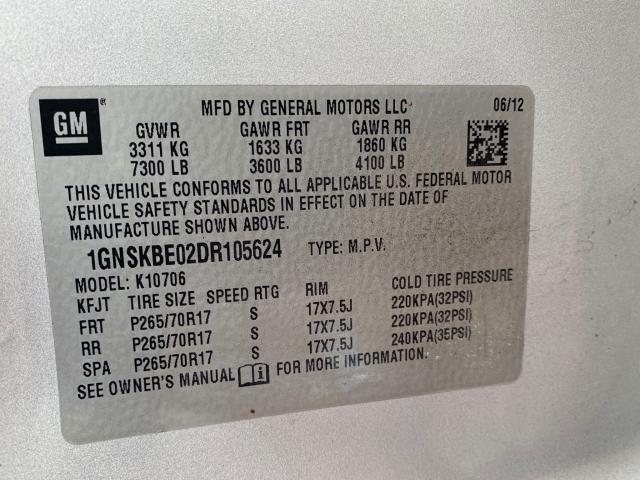 GM ® MFD BY GENERAL MOTORS LLC 06/12
GVWR GAWR FRT GAWR RR
3311 KG 1633 KG 1860 KG
7300 LB 3600 LB 4100 LB
THIS VEHICLE CONFORMS TO ALL APPLICABLE U.S. FEDERAL MOTOR
VEHICLE SAFETY STANDARDS IN EFFECT ON THE DATE OF
MANUFACTURE SHOWN ABOVE.
1GNSKBE02DR105624 TYPE: M.P.V.
MODEL: K10706
KFJT TIRE SIZE SPEED RTG RIM COLD TIRE PRESSURE
FRT P265/70R17 S 17X7.5J 220KPA(32PSI)
RR P265/70R17 S 17X7.5J 220KPA(32PSI)
SPA P265/70R17 S 17X7.5J 240KPA(35PSI)
SEE OWNER'S MANUAL FOR MORE INFORMATION.